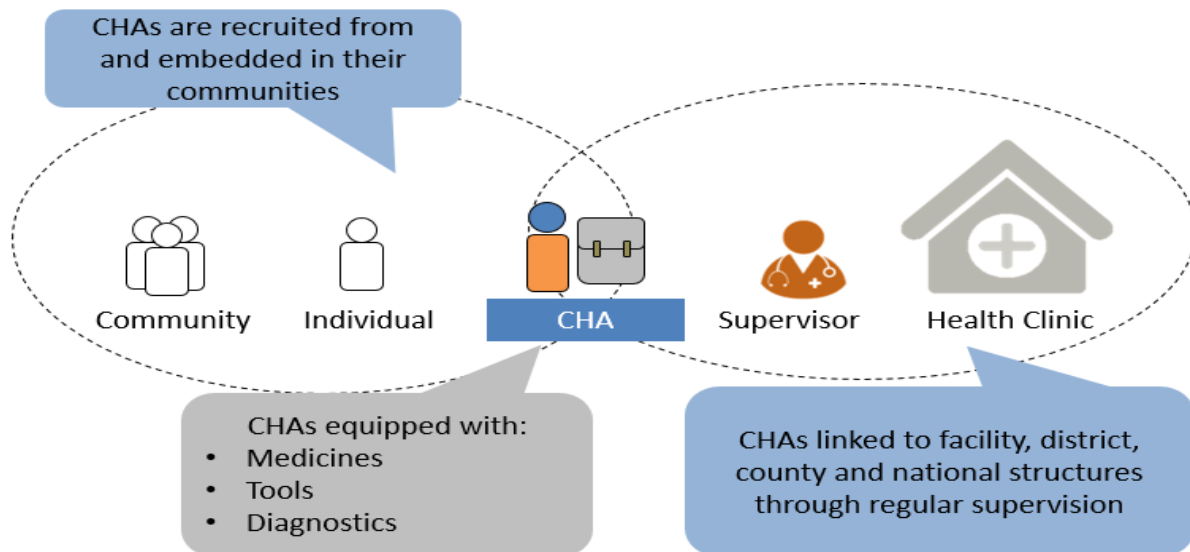 CHAs are recruited from
and embedded in their
communities
Community
Individual
CHA
Supervisor
Health Clinic
CHAs equipped with:
• Medicines
• Tools
• Diagnostics
CHAs linked to facility, district,
county and national structures
through regular supervision